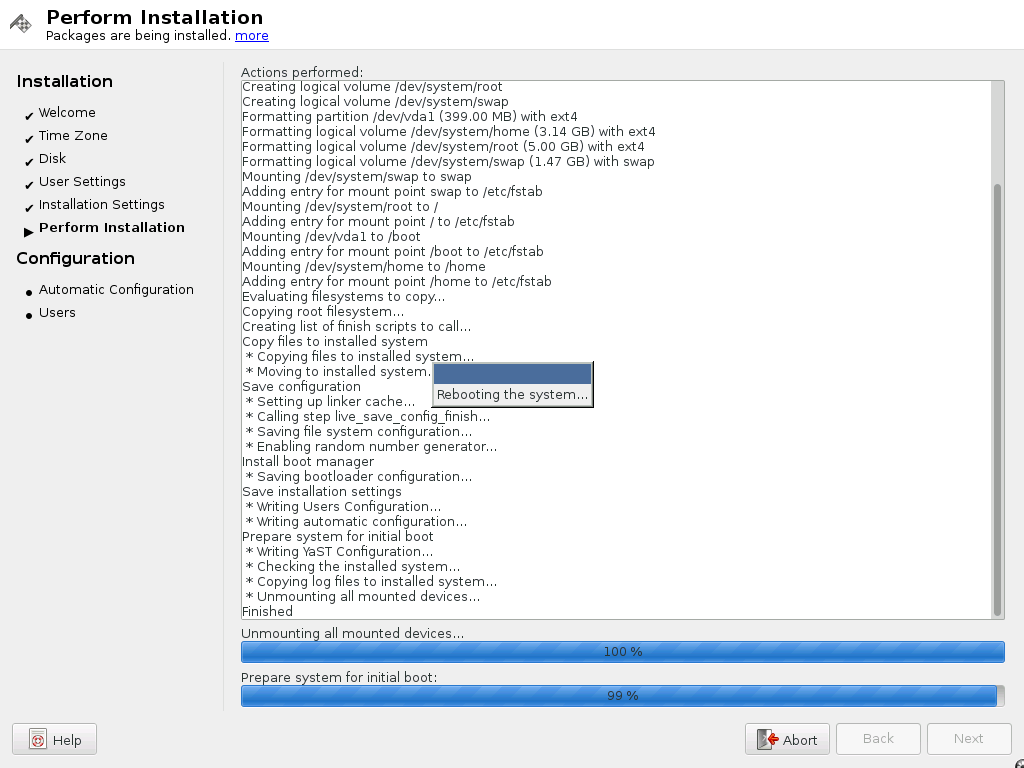 Perform Installation
Packages are being installed. more
Installation
Welcome
Time Zone
Disk
User Settings
Installation Settings
Perform Installation
Configuration
Automatic Configuration
Users
Actions performed:
Creating logical volume /dev/system/root
Creating logical volume /dev/system/swap
Formatting partition /dev/vda1 (399.00 MB) with ext4
Formatting logical volume /dev/system/home (3.14 GB) with ext4
Formatting logical volume /dev/system/root (5.00 GB) with ext4
Formatting logical volume /dev/system/swap (1.47 GB) with swap
Mounting /dev/system/swap to swap
Adding entry for mount point swap to /etc/fstab
Mounting /dev/system/root to /
Adding entry for mount point / to /etc/fstab
Mounting /dev/vda1 to /boot
Adding entry for mount point /boot to /etc/fstab
Mounting /dev/system/home to /home
Adding entry for mount point /home to /etc/fstab
Evaluating filesystems to copy...
Copying root filesystem...
Creating list of finish scripts to call...
Copy files to installed system
* Copying files to installed system...
* Moving to installed system.
Rebooting the system...
Save configuration
* Setting up linker cache...
* Calling step live_save_config_finish...
* Saving file system configuration...
* Enabling random number generator...
Install boot manager
* Saving bootloader configuration...
Save installation settings
* Writing Users Configuration...
* Writing automatic configuration...
Prepare system for initial boot
* Writing YaST Configuration...
* Checking the installed system...
* Copying log files to installed system...
* Unmounting all mounted devices...
Finished
Unmounting all mounted devices...
100 %
Prepare system for initial boot:
99 %
Help
Abort
Back
Next